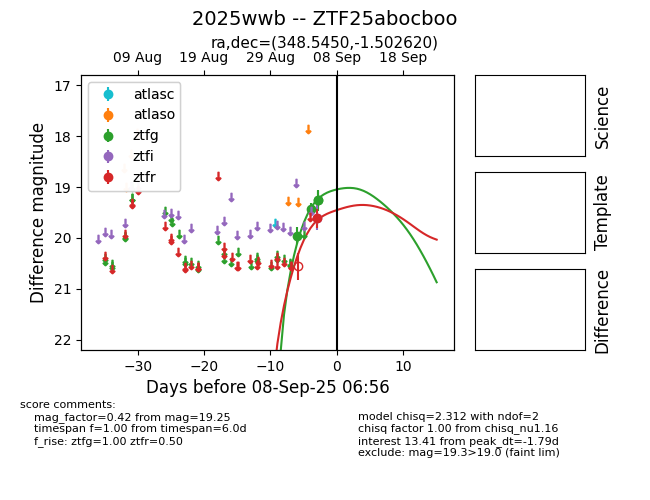 2025wwb -- ZTF25abocboo
ra,dec=(348.5450,-1.502620)
09 Aug 19 Aug 29 Aug 08 Sep 18 Sep
17
18
19
20
21
22
Difference magnitude
atlasc
atlaso
ztfg
ztfi
ztfr
−30 −20 −10 0 10
Days before 08-Sep-25 06:56
Science
Template
Difference
score comments:
mag_factor=0.42 from mag=19.25
timespan f=1.00 from timespan=6.0d
f_rise: ztfg=1.00 ztfr=0.50
model chisq=2.312 with ndof=2
chisq factor 1.00 from chisq_nu1.16
interest 13.41 from peak_dt=-1.79d
exclude: mag=19.3>19.0 (faint lim)